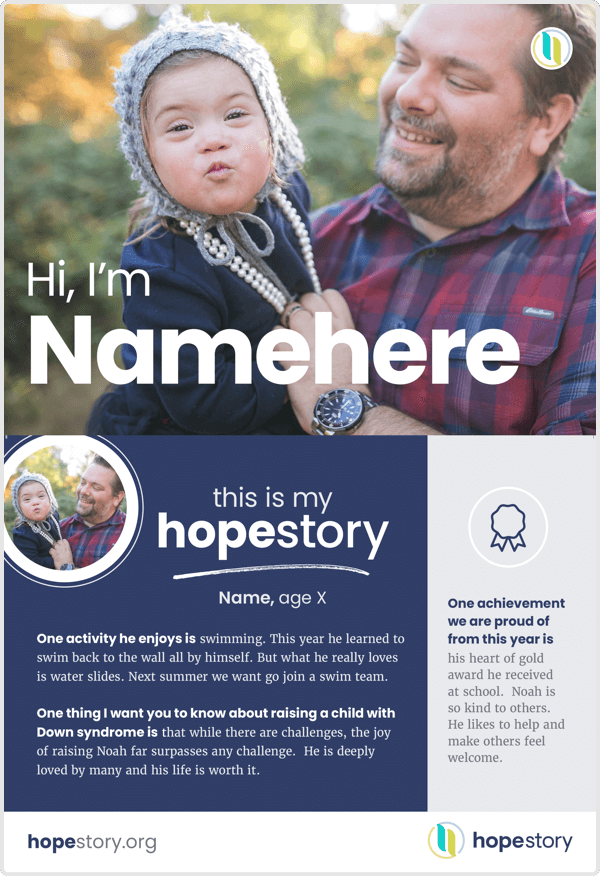 Hi, I'm
Namehere
this is my
hopestory
Name, age X
One activity he enjoys is swimming. This year he learned to
swim back to the wall all by himself. But what he really loves
is water slides. Next summer we want go join a swim team.
One thing I want you to know about raising a child with
Down syndrome is that while there are challenges, the joy
of raising Noah far surpasses any challenge.  He is deeply
loved by many and his life is worth it.
One achievement
we are proud of
from this year is
his heart of gold
award he received
at school.  Noah is
so kind to others.
He likes to help and
make others feel
welcome.
hopestory.org
hopestory